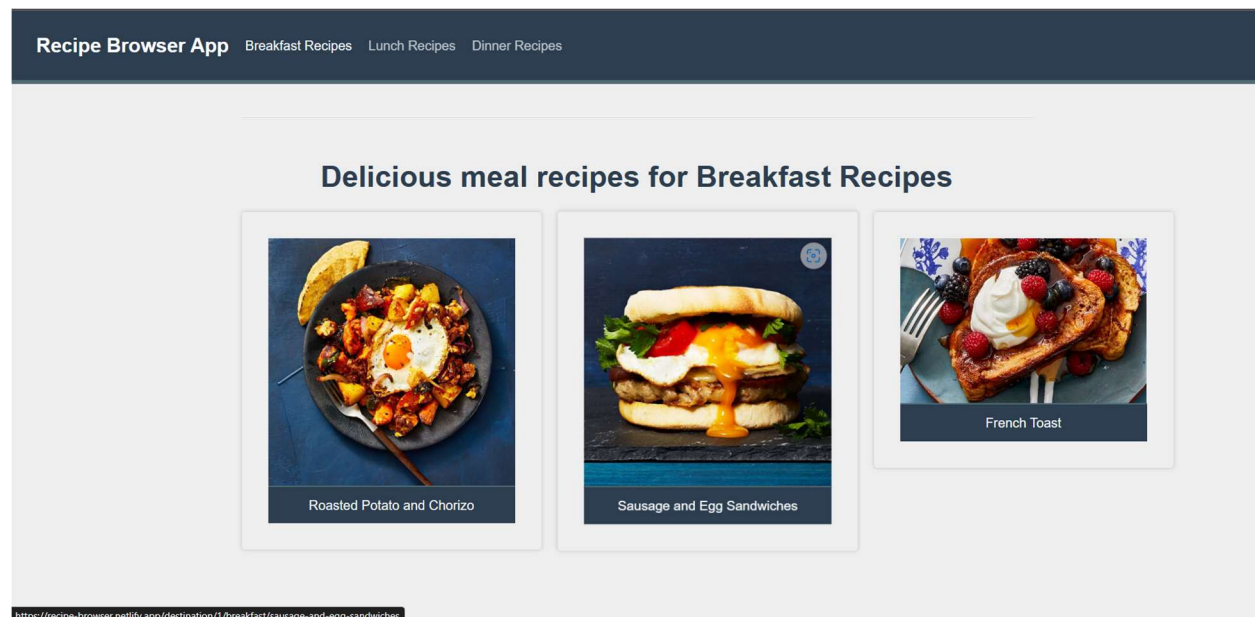 Recipe Browser App Breakfast Recipes Lunch Recipes Dinner Recipes
Delicious meal recipes for Breakfast Recipes
Roasted Potato and Chorizo
Sausage and Egg Sandwiches
French Toast
https://recipe-browser.netlify.app/destination/1/breakfast/sausage-and-egg-sandwiches